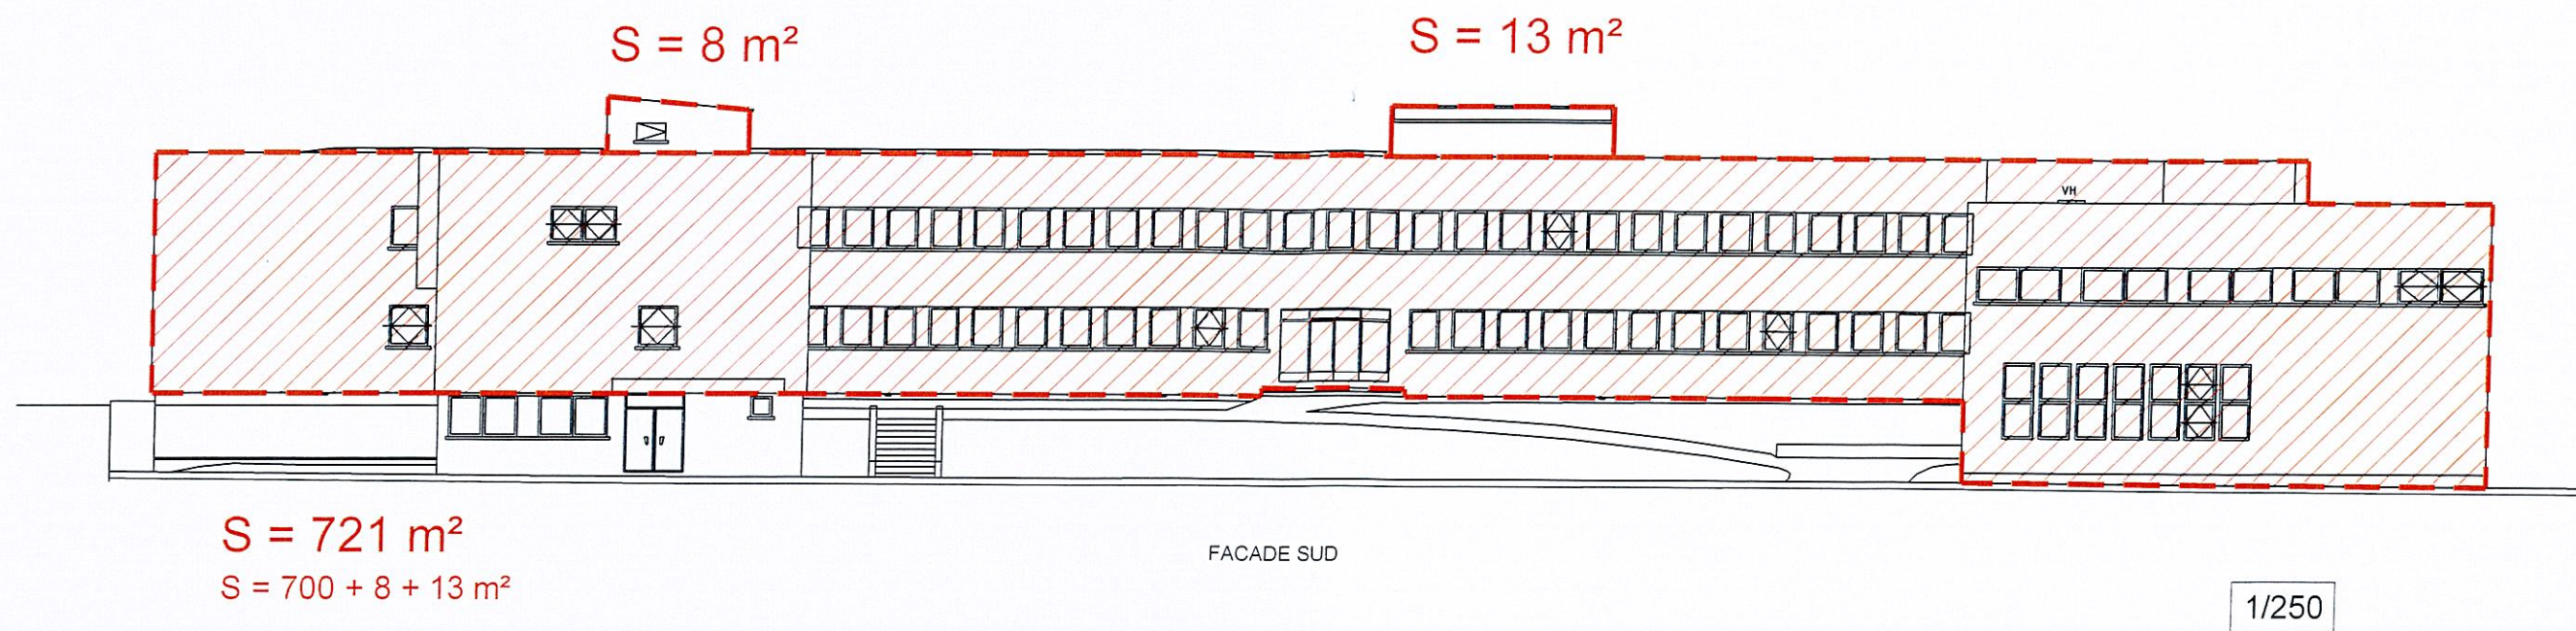 S = 8 m²
S = 13 m²
VH
S = 721 m²
S = 700 + 8 + 13 m²
FACADE SUD
1/250